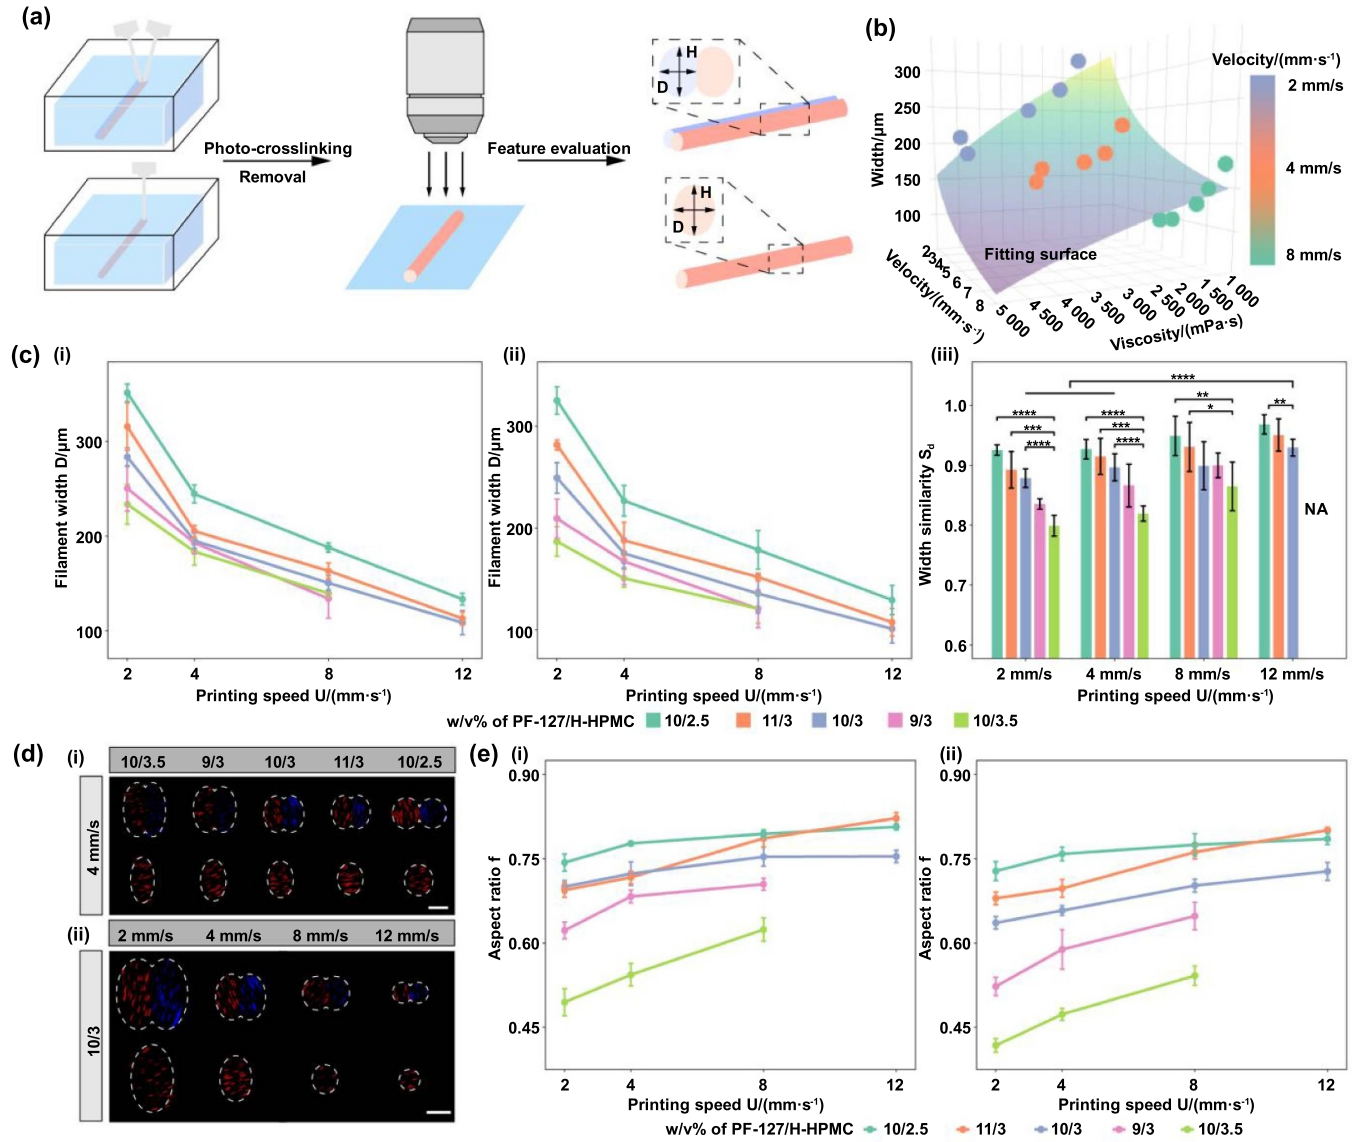 (a)
Photo-crosslinking
Removal
Feature evaluation
H
D
H
D
(b)
Width/μm
300
250
200
150
100
Fitting surface
2 3 4 5 6 7 8
Velocity/(mm·s⁻¹)
5 000 4 500 4 000 3 500 3 000 2 500 2 000 1 500 1 000
Viscosity/(mPa·s)
Velocity/(mm·s⁻¹)
2 mm/s
4 mm/s
8 mm/s
(c) (i)
Filament width D/μm
300
200
100
2 4 8 12
Printing speed U/(mm·s⁻¹)
(ii)
Filament width D/μm
300
200
100
2 4 8 12
Printing speed U/(mm·s⁻¹)
(iii)
Width similarity Sd
1.0
0.9
0.8
0.7
0.6
****
**** **** ** **
*** *** *
**** ****
NA
2 mm/s 4 mm/s 8 mm/s 12 mm/s
Printing speed U/(mm·s⁻¹)
w/v% of PF-127/H-HPMC 10/2.5 11/3 10/3 9/3 10/3.5
(d) (i)
10/3.5 9/3 10/3 11/3 10/2.5
4 mm/s
(ii)
2 mm/s 4 mm/s 8 mm/s 12 mm/s
10/3
(e) (i)
Aspect ratio f
0.90
0.75
0.60
0.45
2 4 8 12
Printing speed U/(mm·s⁻¹)
(ii)
Aspect ratio f
0.90
0.75
0.60
0.45
2 4 8 12
Printing speed U/(mm·s⁻¹)
w/v% of PF-127/H-HPMC 10/2.5 11/3 10/3 9/3 10/3.5